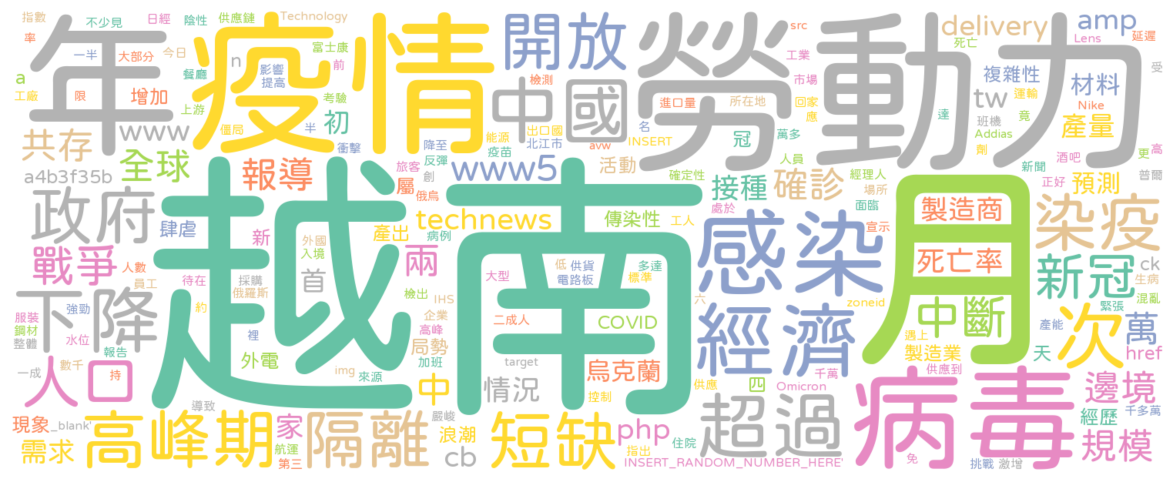 指數
日經
陰性
不少見
供應鏈
Technology
率
一半
大部分
今日
富士康
前
餐廳
n
影響
提高
a
工廠
限
增加
上游
考驗
年
疫情
中國
開放
勞動力
delivery
amp
src
死亡
Lens
延遲
工業
市場
複雜性
材料
受
檢測
進口量
所在地
回家
應
tw
運輸
Nike
達
班機
竟
Addias
產量
www
僵局
半
衝擊
初
能源
出口國
名
INSERT
冠
萬多
共存
全球
報導
降至
疫苗
北江市
avw
劑
新聞
酒吧
更
高
a4b3f35b
旅客
反彈
創
www5
活動
人員
確定性
接種
確診
經理人
場所
正好
預測
普爾
屬
俄烏
處於
面臨
政府
肆虐
越南
technews
傳染性
工人
感染
宣示
月
製造商
染疫
新
產出
病例
外國
入境
戰爭
人數
員工
待在
採購
俄羅斯
首
兩
大型
低
供貨
電路板
多達
標準
死亡率
新冠
ck
生病
混亂
緊張
下降
服裝
強勁
鋼材
水位
整體
約
裡
檢出
IHS
企業
高峰
二成人
COVID
六
經濟
zoneid
中斷
次
萬
報告
外電
局勢
加班
target
烏克蘭
遇上
製造業
產能
天
href
一成
數千
img
來源
千萬
供應到
人口
持
中
情況
供應
四
Omicron
病毒
邊境
導致
嚴峻
控制
超過
現象
_blank'
高峰期
家
隔離
浪潮
短缺
php
住院
經歷
千多萬
需求
航運
第三
cb
指出
INSERT_RANDOM_NUMBER_HERE'
免
挑戰
激增
規模